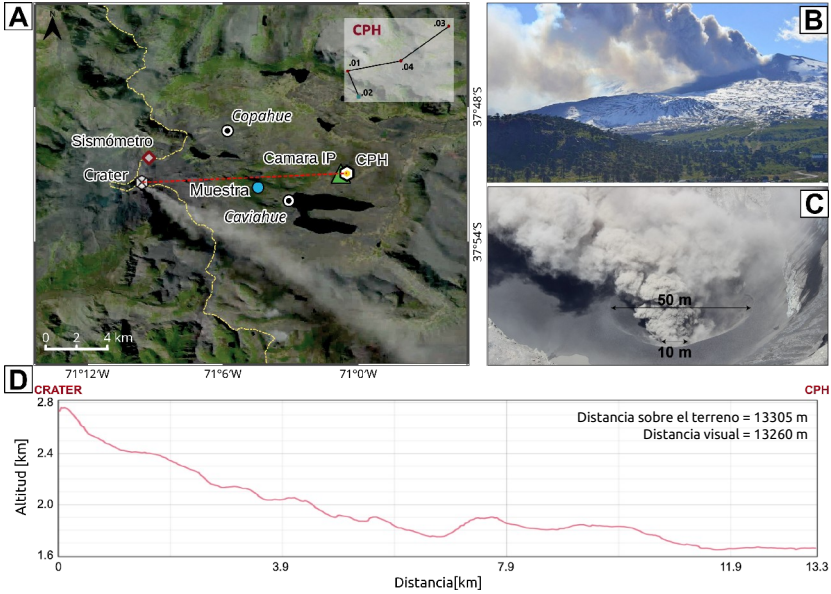 A
CPH
.03
.01
.04
.02
Copahue
Sismómetro
Camara IP
CPH
Crater
Muestra
Caviahue
0 2 4 km
71°12'W
71°6'W
71°0'W
37°48'S
37°54'S
B
C
50 m
10 m
D
CRATER
CPH
Distancia sobre el terreno = 13305 m
Distancia visual = 13260 m
Altitud [km]
2.8
2.4
2.0
1.6
0
3.9
7.9
11.9
13.3
Distancia[km]